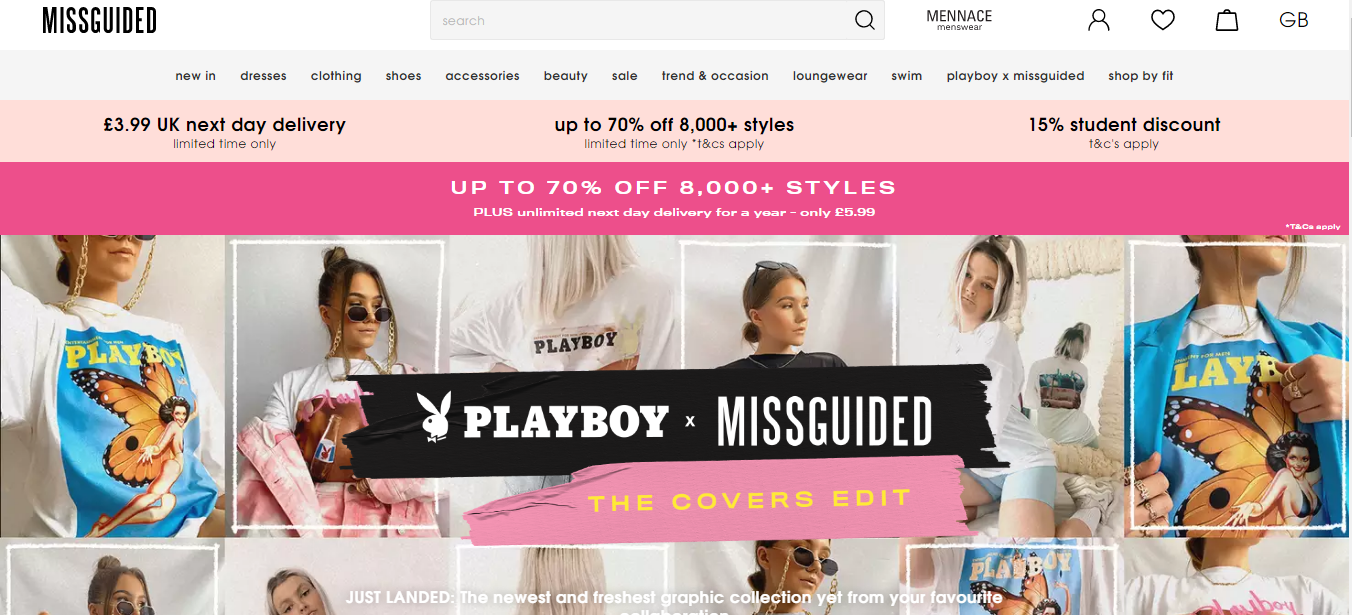 MISSGUIDED
search
MENNACE
menswear
GB
new in dresses clothing shoes accessories beauty sale trend & occasion loungewear swim playboy x missguided shop by fit
£3.99 UK next day delivery
limited time only
up to 70% off 8,000+ styles
limited time only *t&cs apply
15% student discount
t&c's apply
UP TO 70% OFF 8,000+ STYLES
PLUS unlimited next day delivery for a year - only £5.99
*T&Cs apply
PLAYBOY
PLAYBOY
PLAYB
PLAYBOY x MISSGUIDED
THE COVERS EDIT
PLAYBOY
JUST LANDED: The newest and freshest graphic collection yet from your favourite
collaboration